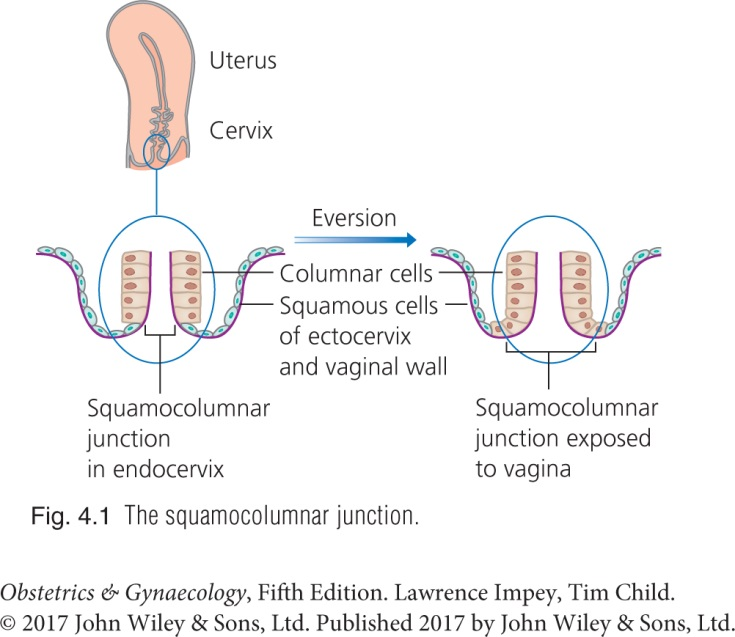 Uterus
Cervix
Eversion
Columnar cells
Squamous cells
of ectocervix
and vaginal wall
Squamocolumnar
junction
in endocervix
Squamocolumnar
junction exposed
to vagina
Fig. 4.1 The squamocolumnar junction.
Obstetrics & Gynaecology, Fifth Edition. Lawrence Impey, Tim Child.
© 2017 John Wiley & Sons, Ltd. Published 2017 by John Wiley & Sons, Ltd.